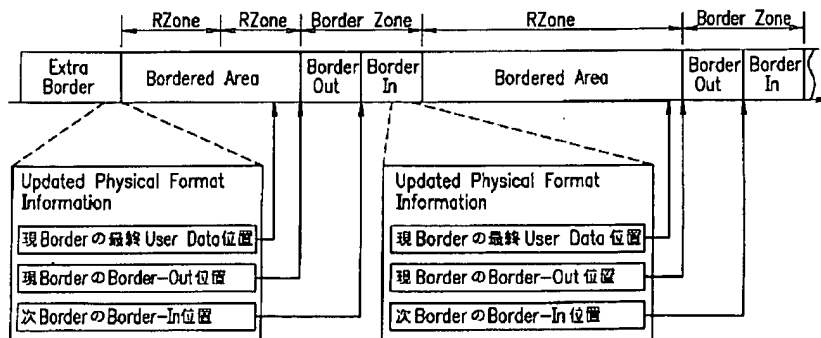 RZone RZone Border Zone RZone Border Zone
Extra Border
Bordered Area
Border Out
Border In
Bordered Area
Border Out
Border In
Updated Physical Format
Information
現Borderの最終User Data位置
現BorderのBorder-Out位置
次BorderのBorder-In位置
Updated Physical Format
Information
現Borderの最終User Data位置
現BorderのBorder-Out位置
次BorderのBorder-In位置